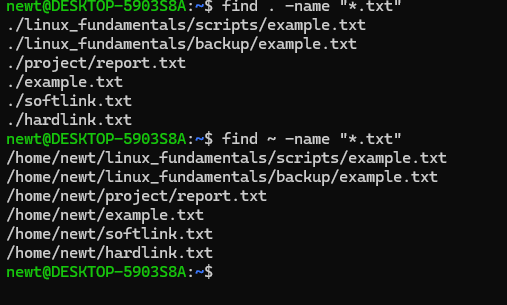 newt@DESKTOP-5903S8A:~$ find . -name "*.txt"
./linux_fundamentals/scripts/example.txt
./linux_fundamentals/backup/example.txt
./project/report.txt
./example.txt
./softlink.txt
./hardlink.txt
newt@DESKTOP-5903S8A:~$ find ~ -name "*.txt"
/home/newt/linux_fundamentals/scripts/example.txt
/home/newt/linux_fundamentals/backup/example.txt
/home/newt/project/report.txt
/home/newt/example.txt
/home/newt/softlink.txt
/home/newt/hardlink.txt
newt@DESKTOP-5903S8A:~$